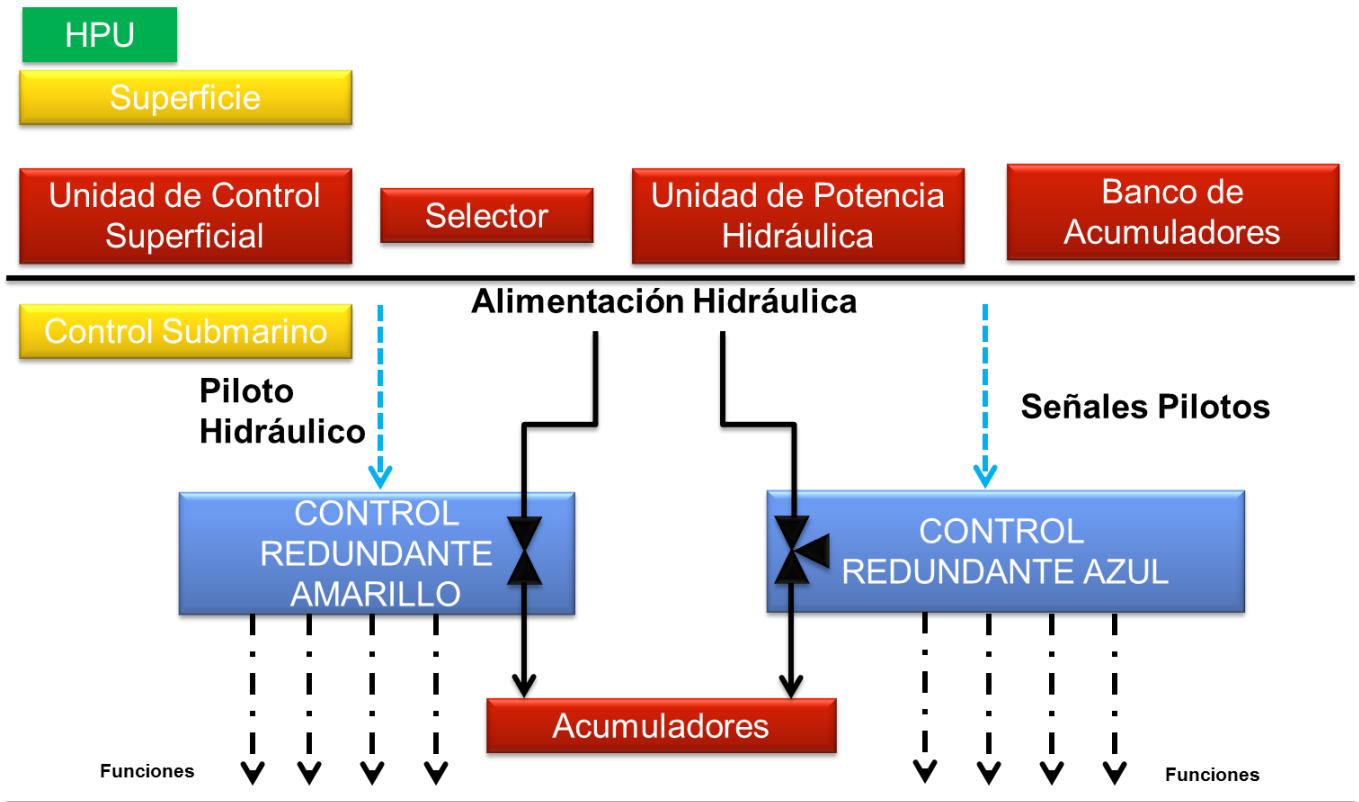 HPU
Superficie
Unidad de Control
Superficial
Selector
Unidad de Potencia
Hidráulica
Banco de
Acumuladores
Alimentación Hidráulica
Control Submarino
Piloto
Hidráulico
Señales Pilotos
CONTROL
REDUNDANTE
AMARILLO
CONTROL
REDUNDANTE AZUL
Acumuladores
Funciones
Funciones